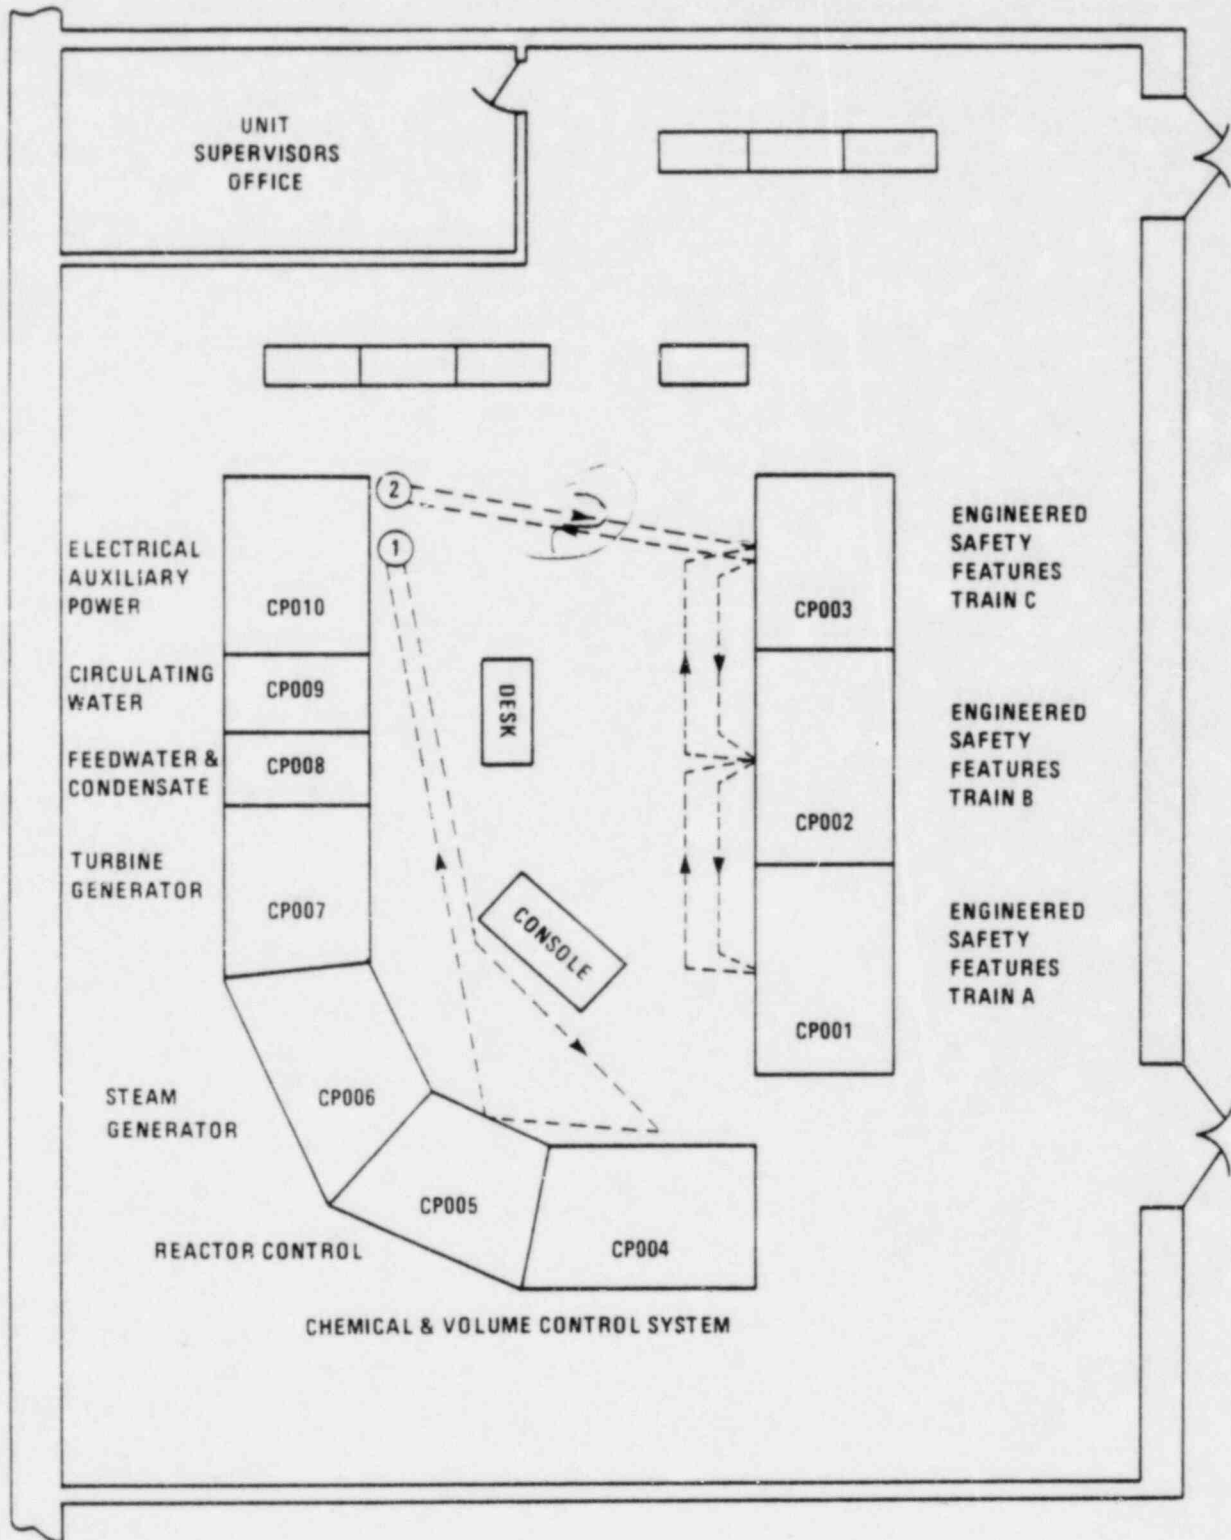 UNIT
SUPERVISORS
OFFICE
2
1
ELECTRICAL
AUXILIARY
POWER
CP010
CIRCULATING
WATER
CP009
FEEDWATER &
CONDENSATE
CP008
TURBINE
GENERATOR
CP007
STEAM
GENERATOR
CP006
REACTOR CONTROL
CP005
CP004
CHEMICAL & VOLUME CONTROL SYSTEM
DESK
CONSOLE
CP003
ENGINEERED
SAFETY
FEATURES
TRAIN C
CP002
ENGINEERED
SAFETY
FEATURES
TRAIN B
CP001
ENGINEERED
SAFETY
FEATURES
TRAIN A